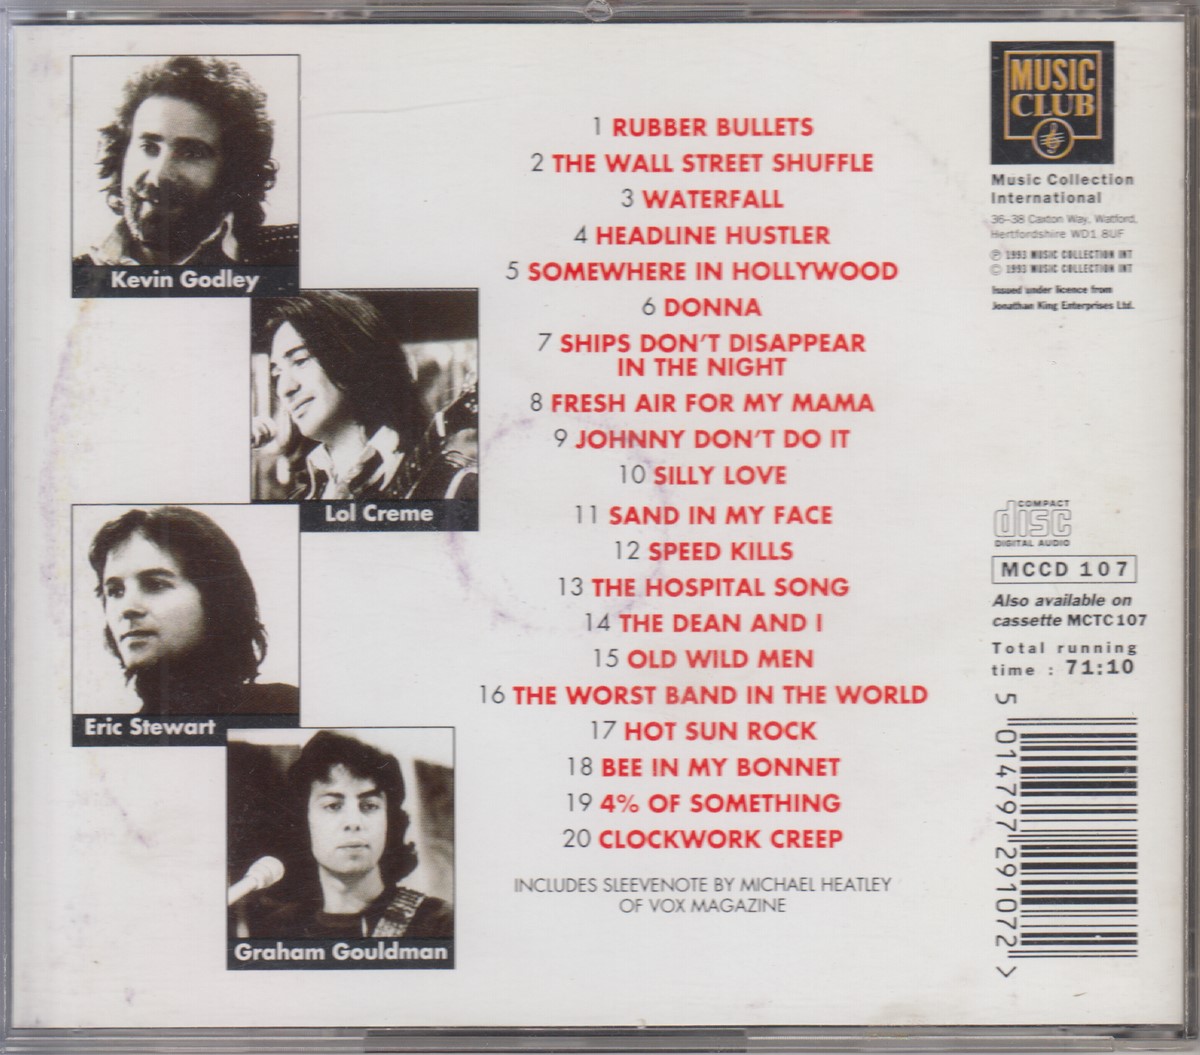 Kevin Godley
Lol Creme
Eric Stewart
Graham Gouldman
1 RUBBER BULLETS
2 THE WALL STREET SHUFFLE
3 WATERFALL
4 HEADLINE HUSTLER
5 SOMEWHERE IN HOLLYWOOD
6 DONNA
7 SHIPS DON'T DISAPPEAR
IN THE NIGHT
8 FRESH AIR FOR MY MAMA
9 JOHNNY DON'T DO IT
10 SILLY LOVE
11 SAND IN MY FACE
12 SPEED KILLS
13 THE HOSPITAL SONG
14 THE DEAN AND I
15 OLD WILD MEN
16 THE WORST BAND IN THE WORLD
17 HOT SUN ROCK
18 BEE IN MY BONNET
19 4% OF SOMETHING
20 CLOCKWORK CREEP
INCLUDES SLEEVENOTE BY MICHAEL HEATLEY
OF VOX MAGAZINE
MUSIC
CLUB
Music Collection
International
36–38 Caxton Way, Watford,
Hertfordshire WD1 8UF
℗ 1993 MUSIC COLLECTION INT
© 1993 MUSIC COLLECTION INT
Issued under licence from
Jonathan King Enterprises Ltd.
COMPACT
disc
DIGITAL AUDIO
MCCD 107
Also available on
cassette MCTC107
Total running
time : 71:10
5 014797 291072 >